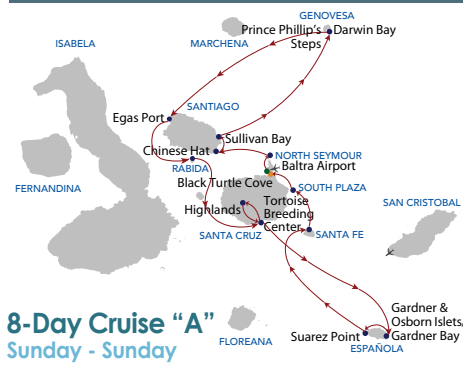 GENOVESA
Prince Phillip's
Steps
Darwin Bay
MARCHENA
ISABELA
SANTIAGO
Egas Port
Sullivan Bay
Chinese Hat
NORTH SEYMOUR
RABIDA
Baltra Airport
Black Turtle Cove
SOUTH PLAZA
FERNANDINA
Tortoise
Breeding
Center
Highlands
SAN CRISTOBAL
SANTA CRUZ
SANTA FE
Gardner &
Osborn Islets,
Gardner Bay
Suarez Point
ESPAÑOLA
FLOREANA
8-Day Cruise “A”
Sunday - Sunday